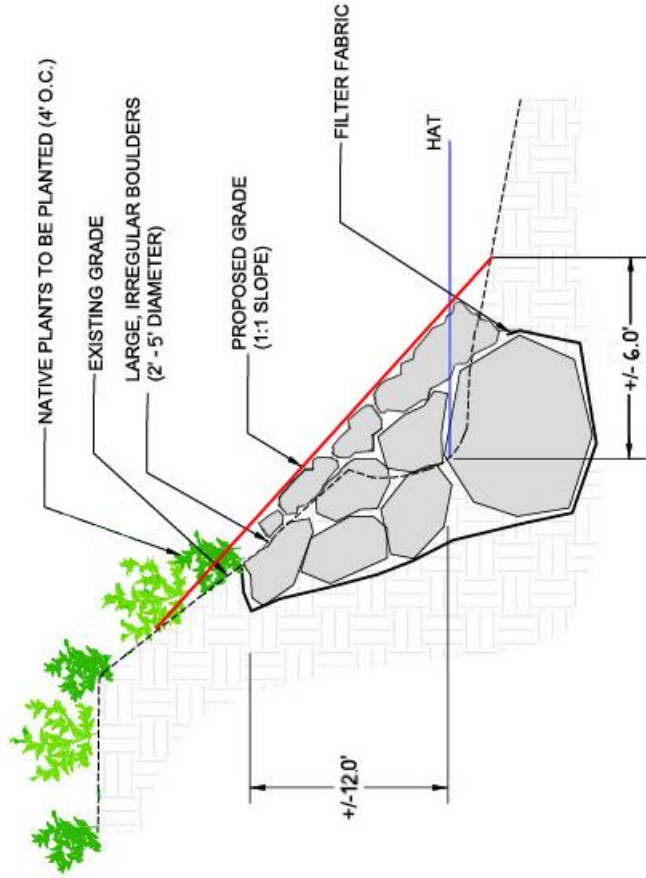 NATIVE PLANTS TO BE PLANTED (4' O.C.)
EXISTING GRADE
LARGE, IRREGULAR BOULDERS
(2' - 5' DIAMETER)
PROPOSED GRADE
(1:1 SLOPE)
HAT
FILTER FABRIC
+/-12.0'
+/- 6.0'